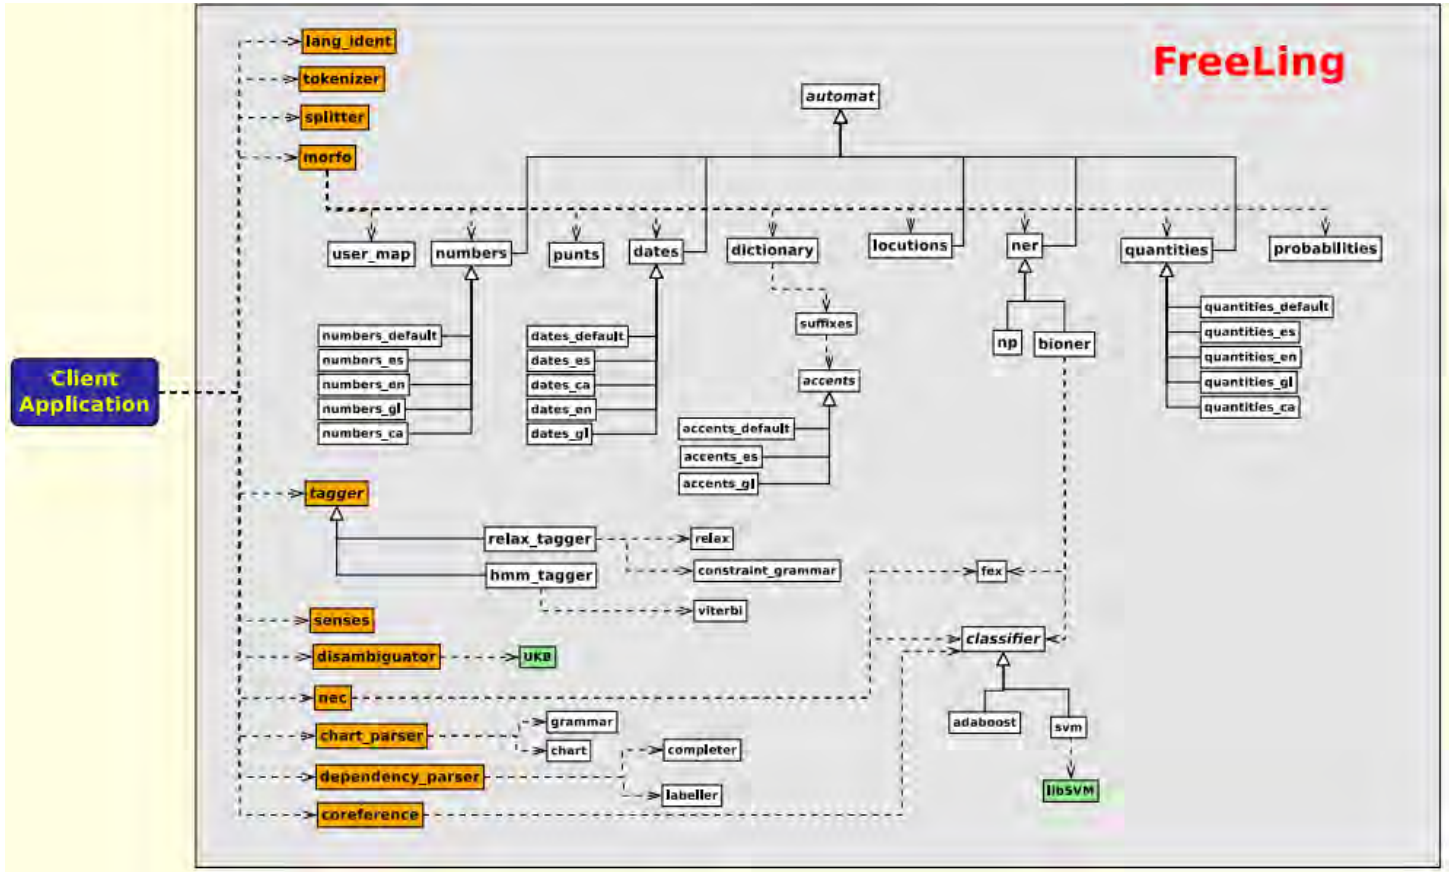 FreeLing
lang_ident
tokenizer
splitter
morfo
automat
user_map
numbers
punts
dates
dictionary
locutions
ner
quantities
probabilities
numbers_default
numbers_es
numbers_en
numbers_gl
numbers_ca
dates_default
dates_es
dates_ca
dates_en
dates_gl
suffixes
accents
accents_default
accents_es
accents_gl
np
bioner
quantities_default
quantities_es
quantities_en
quantities_gl
quantities_ca
Client
Application
tagger
relax_tagger
relax
constraint_grammar
hmm_tagger
viterbi
fex
classifier
adaboost
svm
libSVM
senses
disambiguator
UKB
nec
chart_parser
grammar
chart
dependency_parser
completer
labeller
coreference